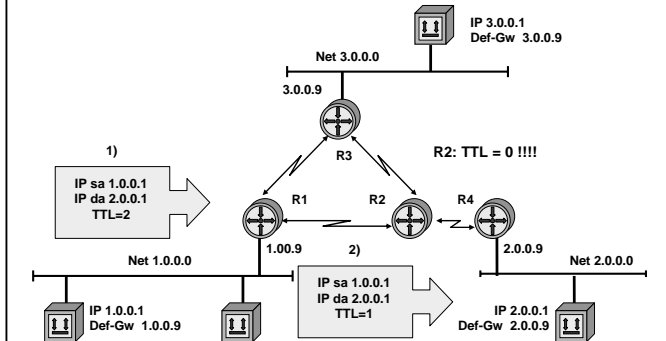 IP 3.0.0.1
Def-Gw 3.0.0.9
Net 3.0.0.0
3.0.0.9
1)
R3
R2: TTL = 0 !!!!
IP sa 1.0.0.1
IP da 2.0.0.1
TTL=2
R1
R2
R4
1.00.9
2.0.0.9
Net 1.0.0.0
2)
Net 2.0.0.0
IP sa 1.0.0.1
IP da 2.0.0.1
TTL=1
IP 1.0.0.1
Def-Gw 1.0.0.9
IP 2.0.0.1
Def-Gw 2.0.0.9